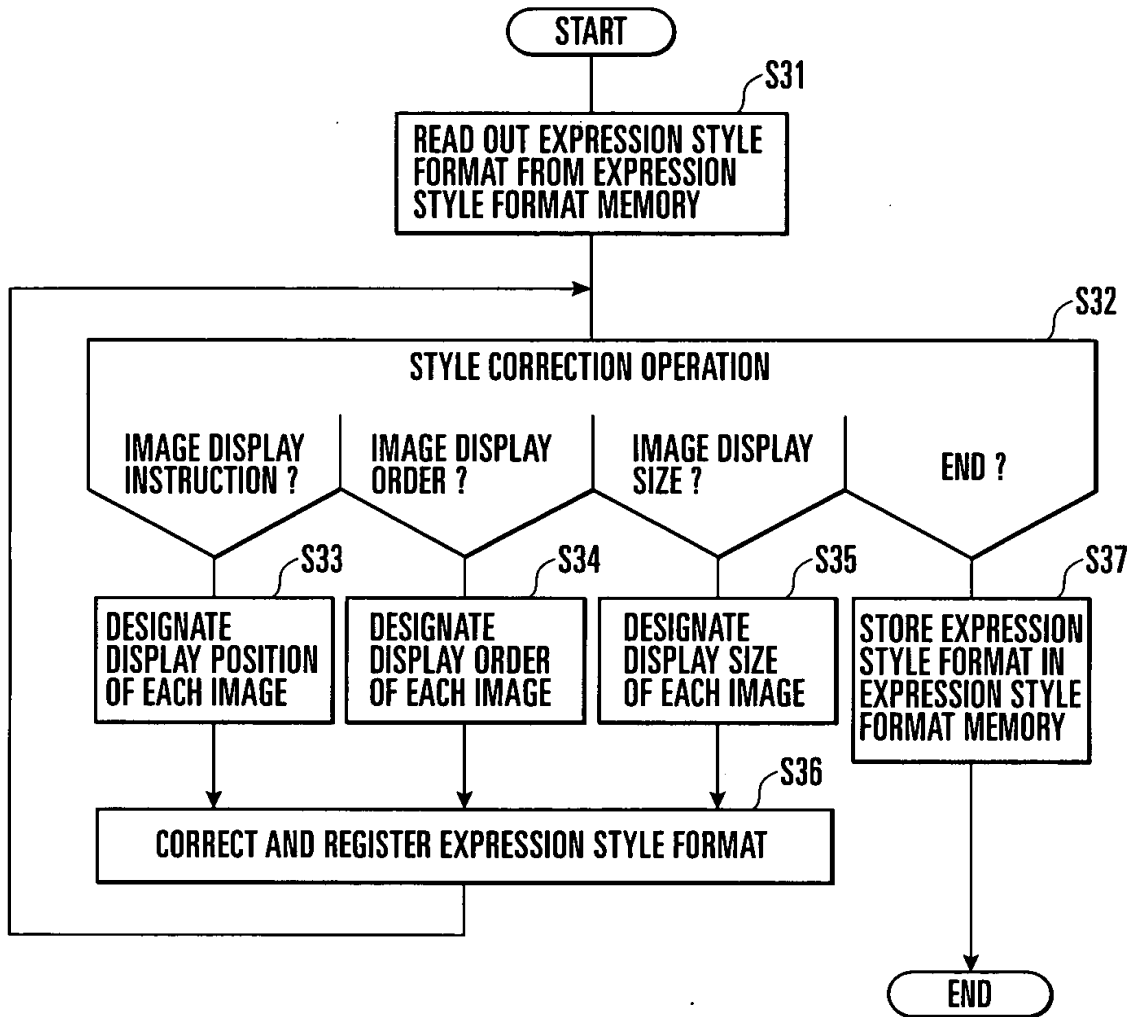 START
S31
READ OUT EXPRESSION STYLE
FORMAT FROM EXPRESSION
STYLE FORMAT MEMORY
S32
STYLE CORRECTION OPERATION
IMAGE DISPLAY
INSTRUCTION ?
IMAGE DISPLAY
ORDER ?
IMAGE DISPLAY
SIZE ?
END ?
S33
DESIGNATE
DISPLAY POSITION
OF EACH IMAGE
S34
DESIGNATE
DISPLAY ORDER
OF EACH IMAGE
S35
DESIGNATE
DISPLAY SIZE
OF EACH IMAGE
S37
STORE EXPRESSION
STYLE FORMAT IN
EXPRESSION STYLE
FORMAT MEMORY
S36
CORRECT AND REGISTER EXPRESSION STYLE FORMAT
END